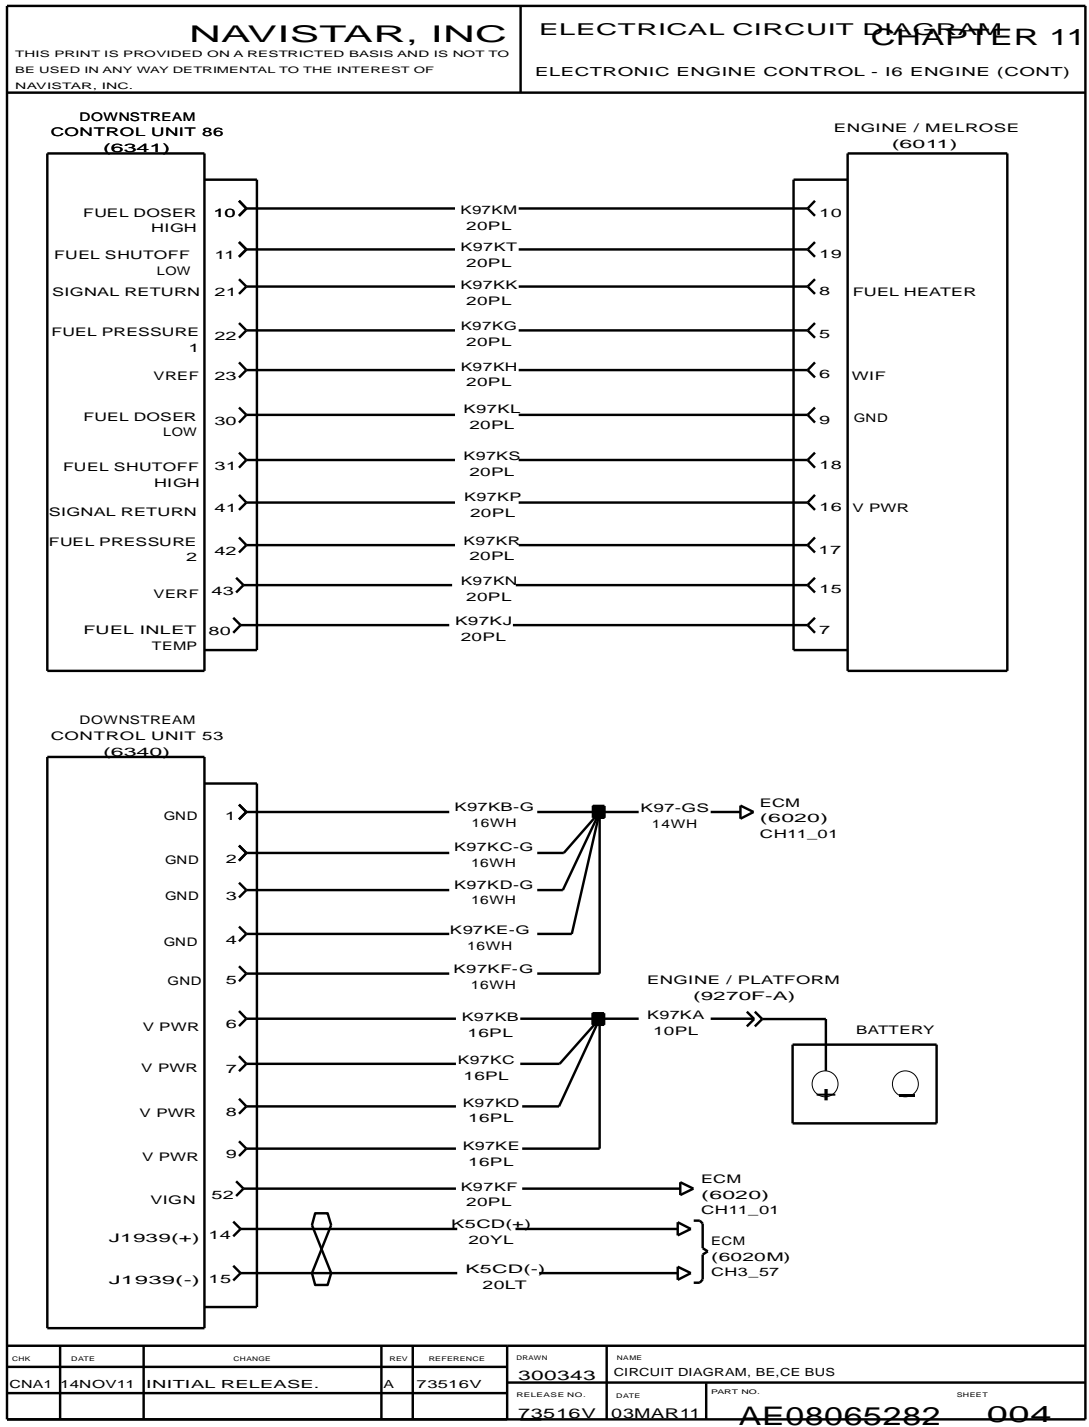 NAVISTAR, INC
THIS PRINT IS PROVIDED ON A RESTRICTED BASIS AND IS NOT TO
BE USED IN ANY WAY DETRIMENTAL TO THE INTEREST OF
NAVISTAR, INC.
ELECTRICAL CIRCUIT DIAGRAM
CHAPTER 11
ELECTRONIC ENGINE CONTROL - I6 ENGINE (CONT)
DOWNSTREAM
CONTROL UNIT 86
(6341)
ENGINE / MELROSE
(6011)
FUEL DOSER 10 K97KM 10
HIGH 20PL
FUEL SHUTOFF 11 K97KT 19
LOW 20PL
SIGNAL RETURN 21 K97KK 8 FUEL HEATER
20PL
FUEL PRESSURE 22 K97KG 5
1 20PL
VREF 23 K97KH 6 WIF
20PL
FUEL DOSER 30 K97KL 9 GND
LOW 20PL
FUEL SHUTOFF 31 K97KS 18
HIGH 20PL
SIGNAL RETURN 41 K97KP 16 V PWR
20PL
FUEL PRESSURE 42 K97KR 17
2 20PL
VERF 43 K97KN 15
20PL
FUEL INLET 80 K97KJ 7
TEMP 20PL
DOWNSTREAM
CONTROL UNIT 53
(6340)
GND 1 K97KB-G K97-GS ECM
16WH 14WH (6020)
CH11_01
GND 2 K97KC-G
16WH
GND 3 K97KD-G
16WH
GND 4 K97KE-G
16WH
GND 5 K97KF-G
16WH
ENGINE / PLATFORM
(9270F-A)
V PWR 6 K97KB K97KA BATTERY
16PL 10PL
V PWR 7 K97KC
16PL
V PWR 8 K97KD
16PL
V PWR 9 K97KE
16PL
VIGN 52 K97KF ECM
20PL (6020)
CH11_01
J1939(+) 14 K5CD(+)
20YL
ECM
(6020M)
CH3_57
J1939(-) 15 K5CD(-)
20LT
CHK DATE CHANGE REV REFERENCE
CNA1 14NOV11 INITIAL RELEASE. A 73516V
DRAWN NAME
300343 CIRCUIT DIAGRAM, BE,CE BUS
RELEASE NO. DATE PART NO. SHEET
73516V 03MAR11 AE08065282 004